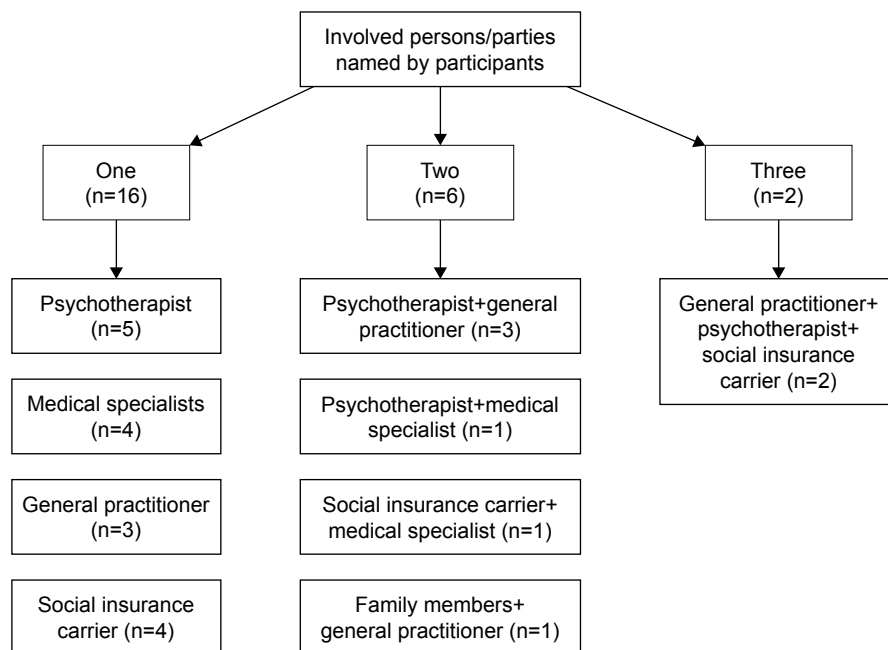 Involved persons/parties
named by participants
One
(n=16)
Two
(n=6)
Three
(n=2)
Psychotherapist
(n=5)
Psychotherapist+general
practitioner (n=3)
General practitioner+
psychotherapist+
social insurance
carrier (n=2)
Medical specialists
(n=4)
Psychotherapist+medical
specialist (n=1)
General practitioner
(n=3)
Social insurance carrier+
medical specialist (n=1)
Social insurance
carrier (n=4)
Family members+
general practitioner (n=1)